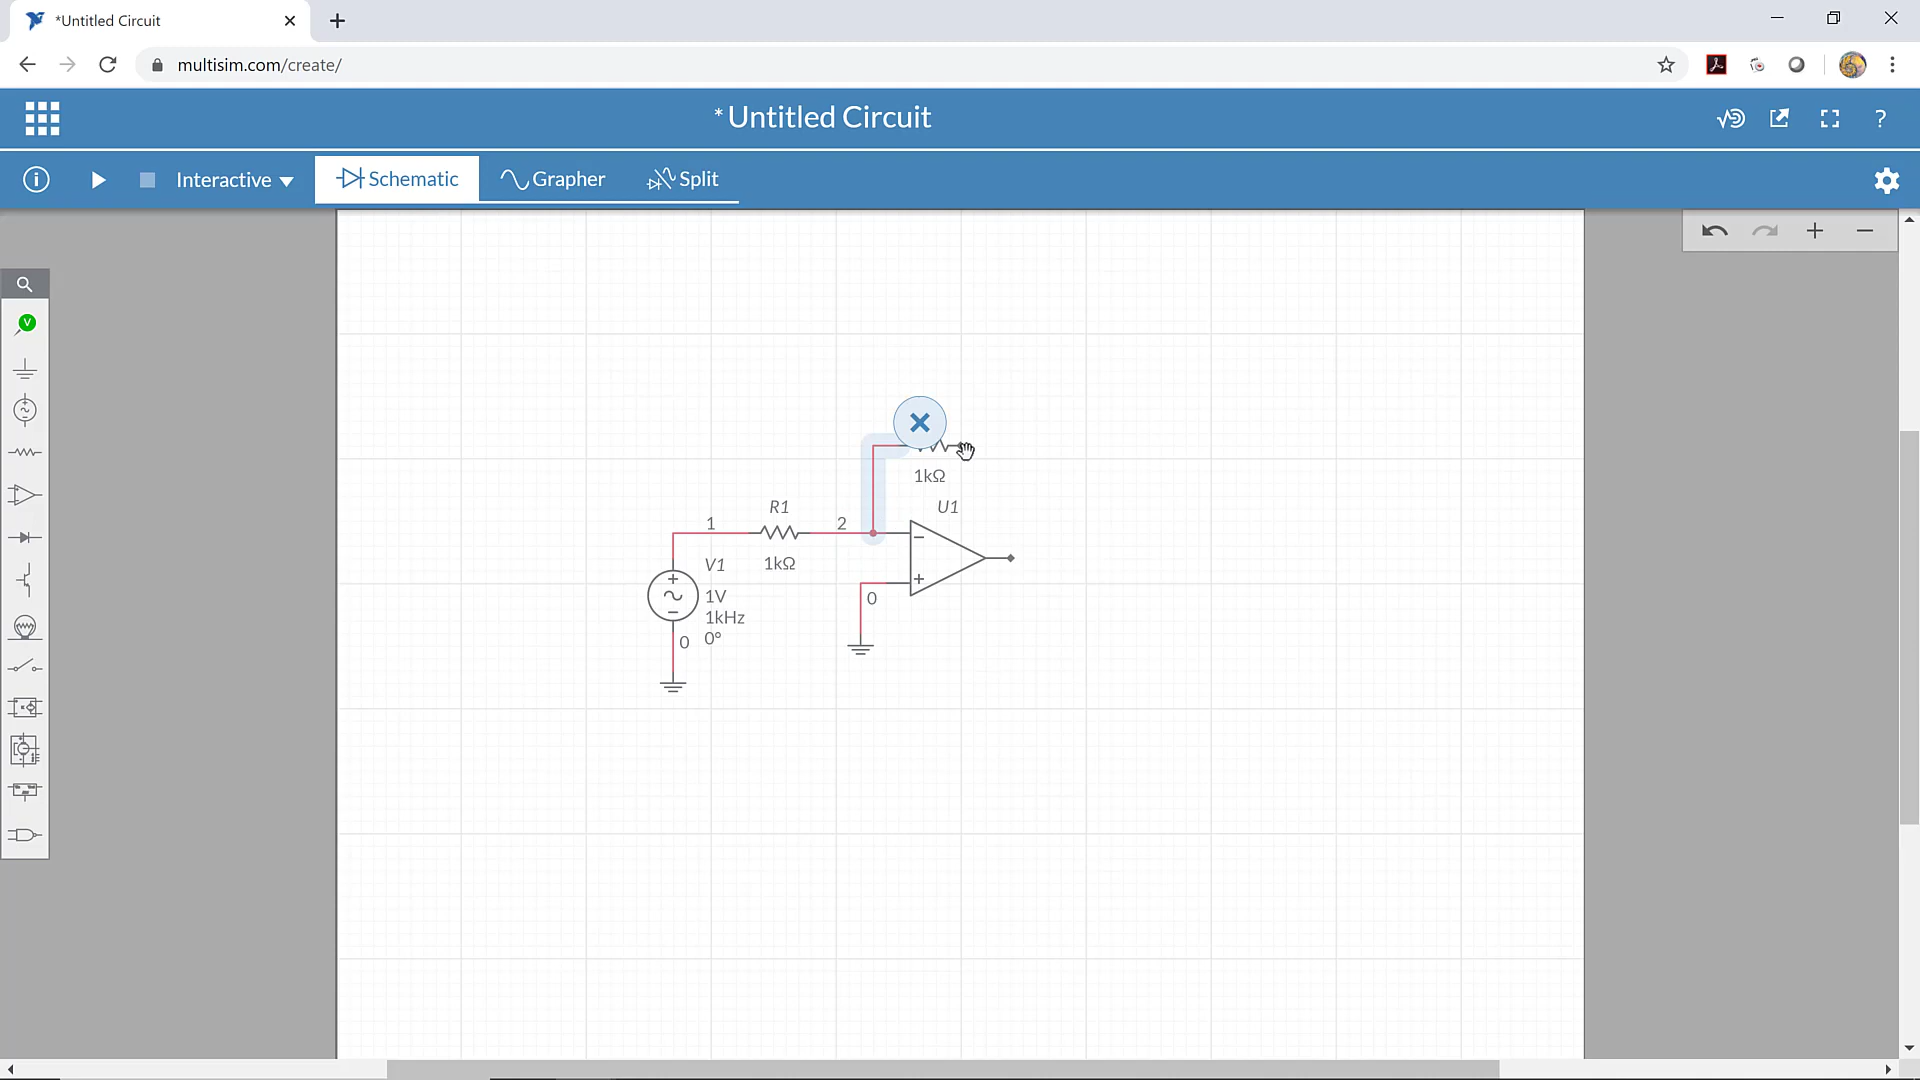 *Untitled Circuit
multisim.com/create/
* Untitled Circuit
?
Interactive
Schematic
Grapher
Split
V
1kΩ
R1
U1
1
2
V1
1kΩ
1V
0
1kHz
0
0°